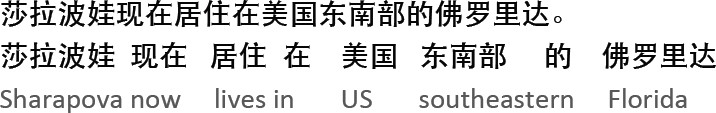 莎拉波娃现在居住在美国东南部的佛罗里达。
莎拉波娃 现在 居住 在 美国 东南部 的 佛罗里达
Sharapova now lives in US southeastern Florida